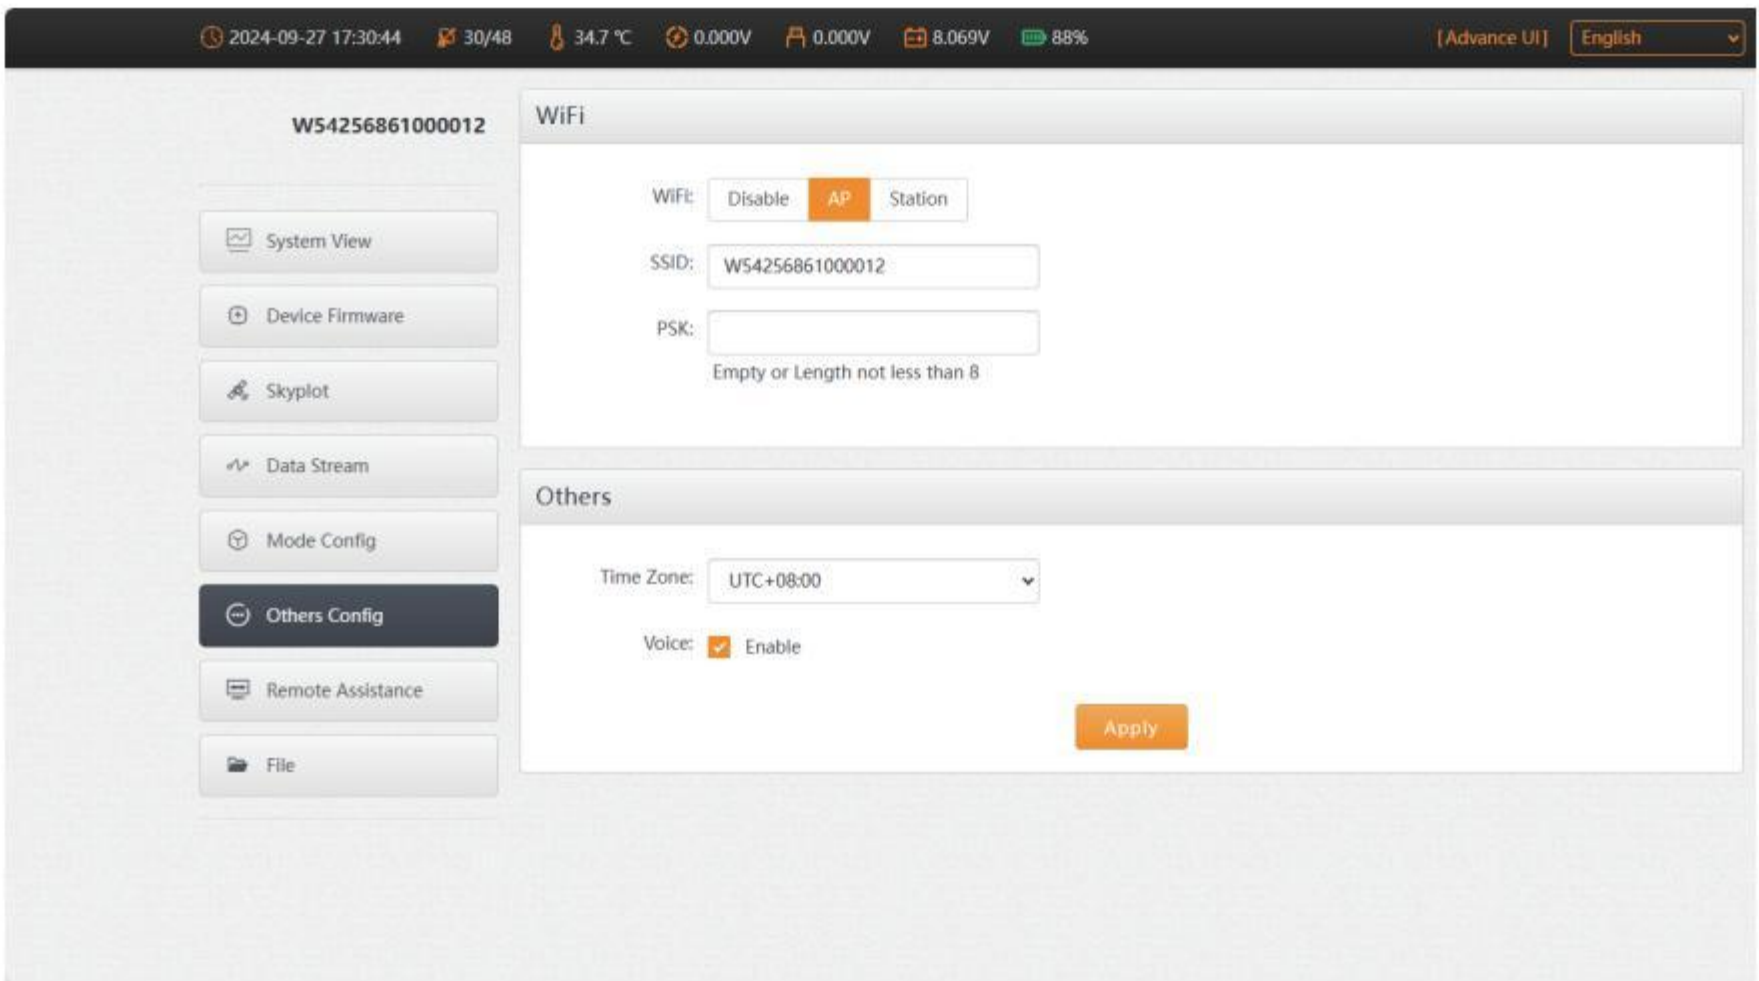 2024-09-27 17:30:44 30/48 34.7 ℃ 0.000V 0.000V 8.069V 88% [Advance UI] English
W54256861000012
System View
Device Firmware
Skyplot
Data Stream
Mode Config
Others Config
Remote Assistance
File
WiFi
WiFi: Disable AP Station
SSID: W54256861000012
PSK:
Empty or Length not less than 8
Others
Time Zone: UTC+08:00
Voice: Enable
Apply